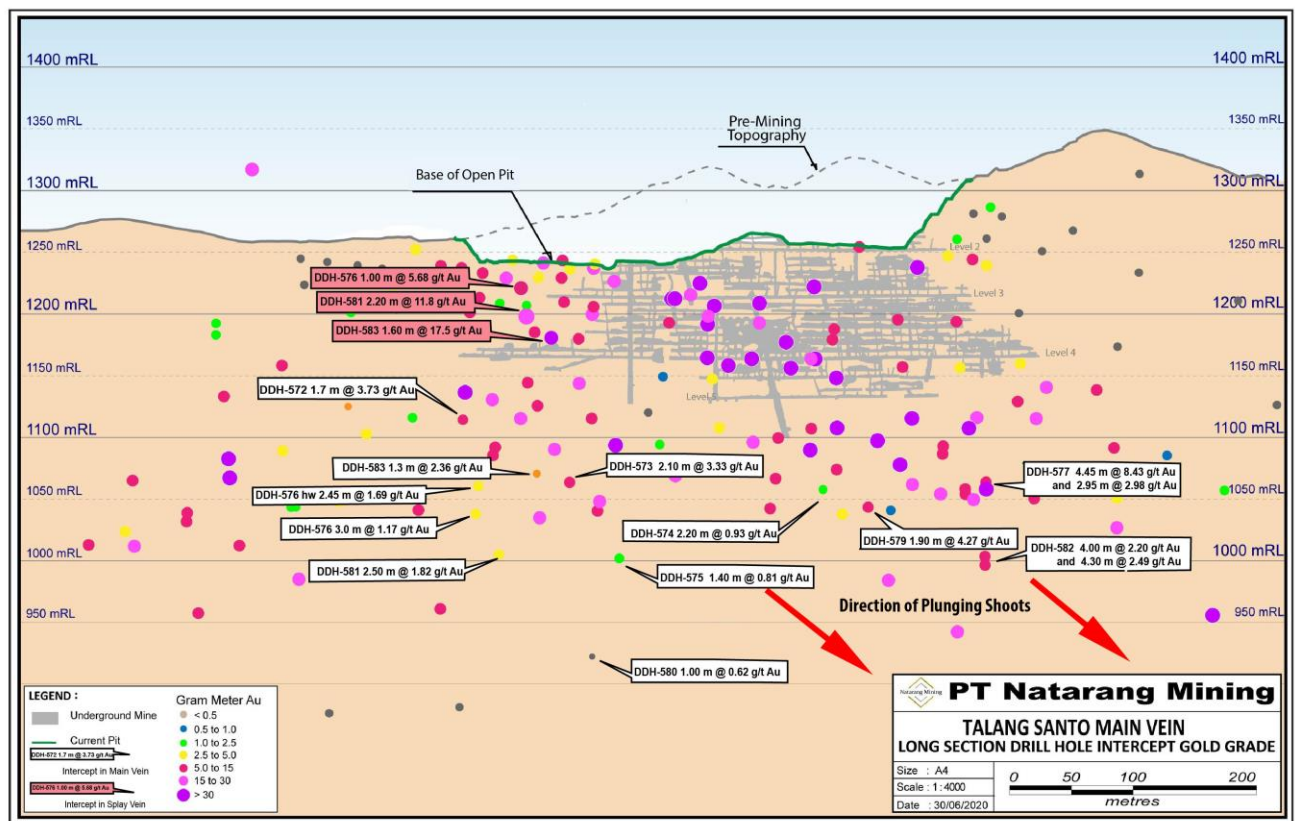 1400 mRL
1400 mRL
1350 mRL
1350 mRL
Pre-Mining
Topography
1300 mRL
1300 mRL
Base of Open Pit
1250 mRL
1250 mRL
Level 2
DDH-576 1.00 m @ 5.68 g/t Au
DDH-581 2.20 m @ 11.8 g/t Au
DDH-583 1.60 m @ 17.5 g/t Au
Level 3
1200 mRL
1200 mRL
Level 4
1150 mRL
1150 mRL
DDH-572 1.7 m @ 3.73 g/t Au
Level 5
1100 mRL
1100 mRL
DDH-583 1.3 m @ 2.36 g/t Au
DDH-573 2.10 m @ 3.33 g/t Au
DDH-577 4.45 m @ 8.43 g/t Au
and 2.95 m @ 2.98 g/t Au
DDH-576 hw 2.45 m @ 1.69 g/t Au
1050 mRL
1050 mRL
DDH-576 3.0 m @ 1.17 g/t Au
DDH-574 2.20 m @ 0.93 g/t Au
DDH-579 1.90 m @ 4.27 g/t Au
DDH-582 4.00 m @ 2.20 g/t Au
and 4.30 m @ 2.49 g/t Au
1000 mRL
1000 mRL
DDH-581 2.50 m @ 1.82 g/t Au
DDH-575 1.40 m @ 0.81 g/t Au
Direction of Plunging Shoots
950 mRL
950 mRL
DDH-580 1.00 m @ 0.62 g/t Au
LEGEND :
Underground Mine
Current Pit
DDH-572 1.7 m @ 3.73 g/t Au
Intercept in Main Vein
DDH-576 1.00 m @ 5.68 g/t Au
Intercept in Splay Vein
Gram Meter Au
< 0.5
0.5 to 1.0
1.0 to 2.5
2.5 to 5.0
5.0 to 15
15 to 30
> 30
Natarang Mining
PT Natarang Mining
TALANG SANTO MAIN VEIN
LONG SECTION DRILL HOLE INTERCEPT GOLD GRADE
Size : A4
Scale : 1:4000
Date : 30/06/2020
0 50 100 200
metres